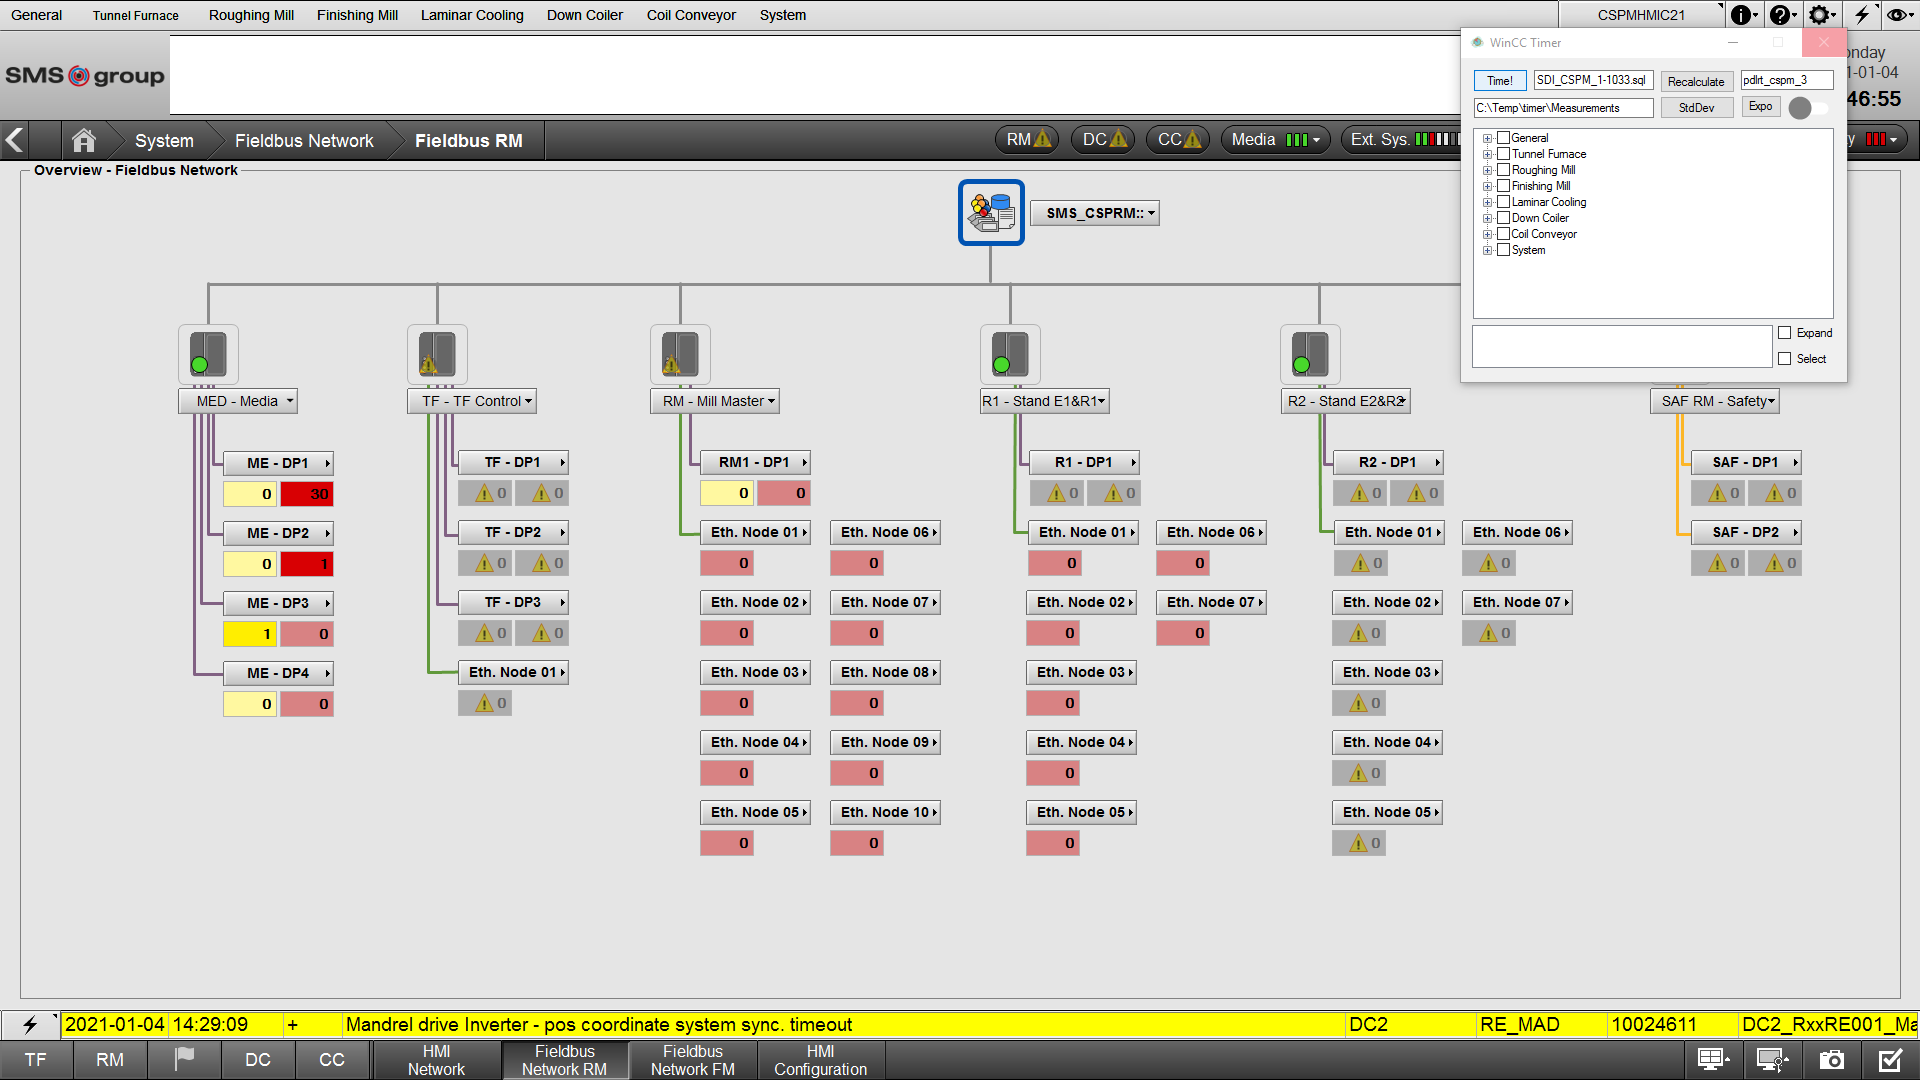 General Tunnel Furnace Roughing Mill Finishing Mill Laminar Cooling Down Coiler Coil Conveyor System CSPMHMIC21
SMS group
WinCC Timer
Time! SDI_CSPM_1-1033.sql Recalculate pdlrt_cspm_3
C:\Temp\timer\Measurements StdDev Expo
General
Tunnel Furnace
Roughing Mill
Finishing Mill
Laminar Cooling
Down Coiler
Coil Conveyor
System
Expand
Select
nday
1-01-04
46:55
System Fieldbus Network Fieldbus RM RM DC CC Media Ext. Sys. y
Overview - Fieldbus Network
SMS_CSPRM::
MED - Media TF - TF Control RM - Mill Master R1 - Stand E1&R1 R2 - Stand E2&R2 SAF RM - Safety
ME - DP1 TF - DP1 RM1 - DP1 R1 - DP1 R2 - DP1 SAF - DP1
0 30 0 0 0 0 0 0 0 0 0 0
ME - DP2 TF - DP2 Eth. Node 01 Eth. Node 06 Eth. Node 01 Eth. Node 06 Eth. Node 01 Eth. Node 06 SAF - DP2
0 1 0 0 0 0 0 0 0 0 0 0
ME - DP3 TF - DP3 Eth. Node 02 Eth. Node 07 Eth. Node 02 Eth. Node 07 Eth. Node 02 Eth. Node 07
1 0 0 0 0 0 0 0 0 0
ME - DP4 Eth. Node 01 Eth. Node 03 Eth. Node 08 Eth. Node 03 Eth. Node 03
0 0 0 0 0 0 0
Eth. Node 04 Eth. Node 09 Eth. Node 04 Eth. Node 04
0 0 0 0
Eth. Node 05 Eth. Node 10 Eth. Node 05 Eth. Node 05
0 0 0 0
2021-01-04 14:29:09 + Mandrel drive Inverter - pos coordinate system sync. timeout DC2 RE_MAD 10024611 DC2_RxxRE001_Ma
TF RM DC CC HMI Network Fieldbus Network RM Fieldbus Network FM HMI Configuration